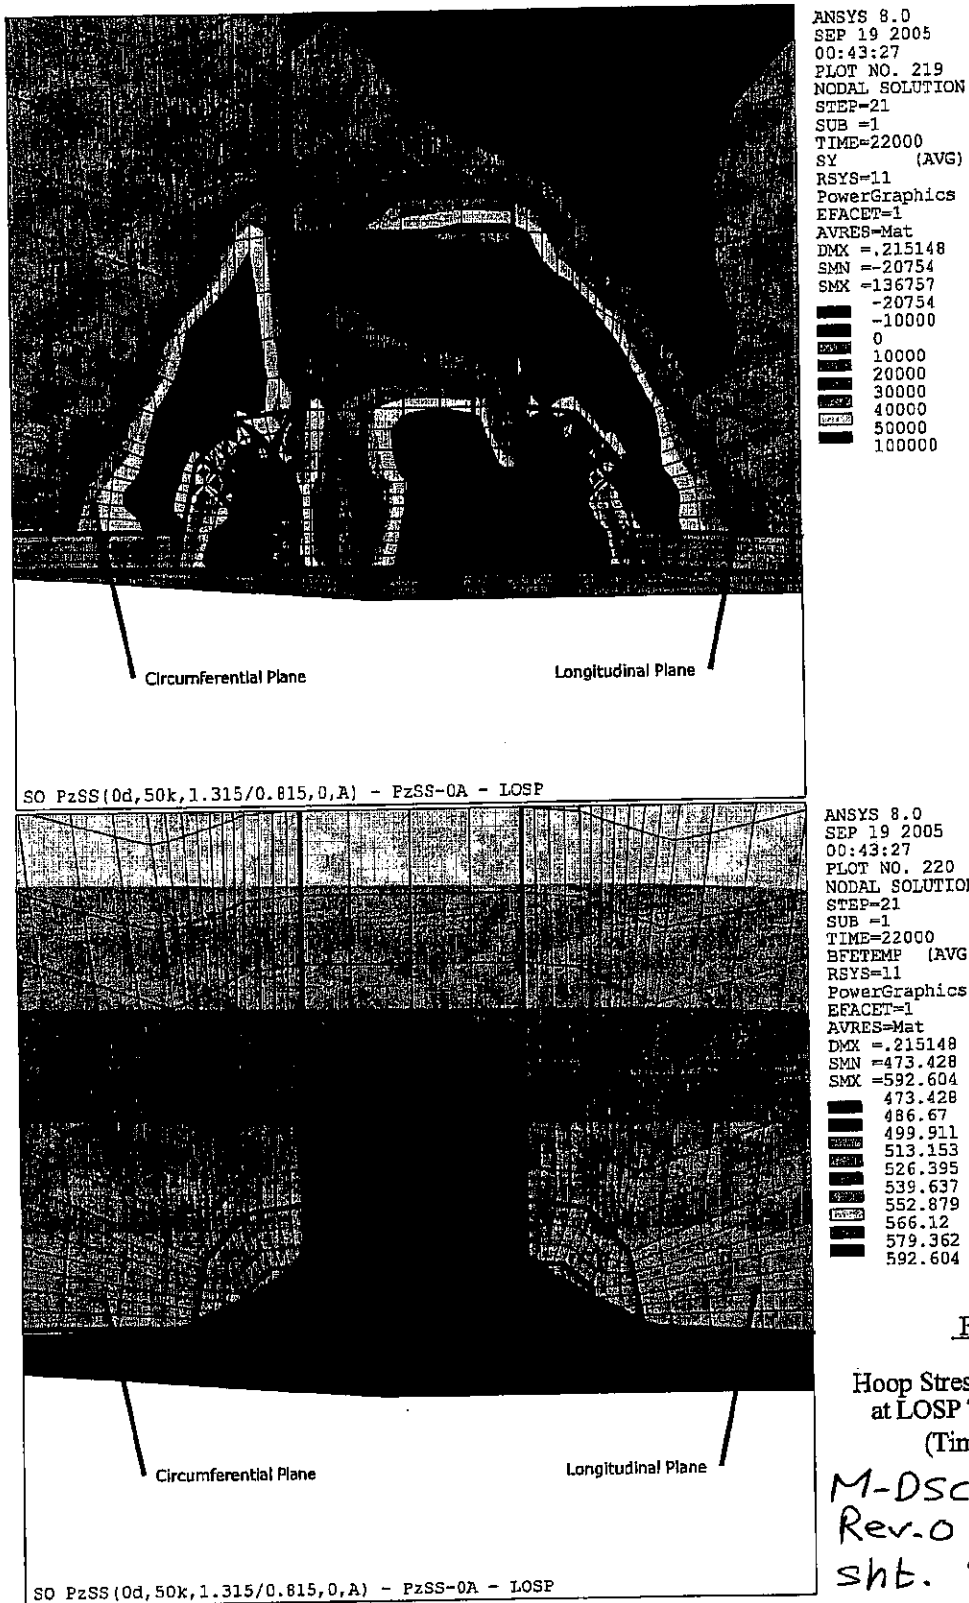 ANSYS 8.0
SEP 19 2005
00:43:27
PLOT NO. 219
NODAL SOLUTION
STEP=21
SUB =1
TIME=22000
SY (AVG)
RSYS=11
PowerGraphics
EFACET=1
AVRES=Mat
DMX =.215148
SMN =-20754
SMX =136757
-20754
-10000
0
10000
20000
30000
40000
50000
100000
Circumferential Plane
Longitudinal Plane
SO PzSS(0d,50k,1.315/0.815,0,A) - PzSS-0A - LOSP
ANSYS 8.0
SEP 19 2005
00:43:27
PLOT NO. 220
NODAL SOLUTION
STEP=21
SUB =1
TIME=22000
BFETEMP (AVG
RSYS=11
PowerGraphics
EFACET=1
AVRES=Mat
DMX =.215148
SMN =473.428
SMX =592.604
473.428
486.67
499.911
513.153
526.395
539.637
552.879
566.12
579.362
592.604
Circumferential Plane
Longitudinal Plane
SO PzSS(0d,50k,1.315/0.815,0,A) - PzSS-0A - LOSP
Hoop Stres
at LOSP
(Tim
M-DSC
Rev.0
sht.